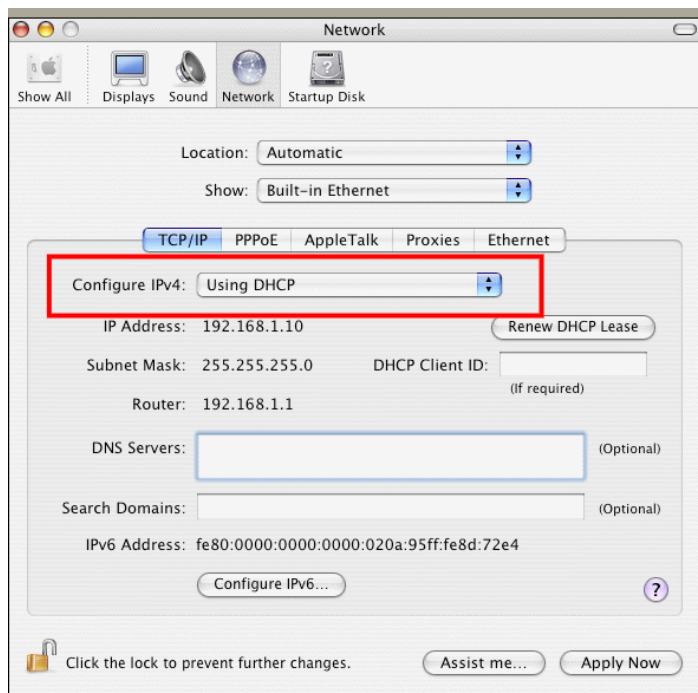 Network
Show All Displays Sound Network Startup Disk
Location: Automatic
Show: Built-in Ethernet
TCP/IP PPPoE AppleTalk Proxies Ethernet
Configure IPv4: Using DHCP
IP Address: 192.168.1.10 Renew DHCP Lease
Subnet Mask: 255.255.255.0 DHCP Client ID:
(If required)
Router: 192.168.1.1
DNS Servers: (Optional)
Search Domains: (Optional)
IPv6 Address: fe80:0000:0000:0000:020a:95ff:fe8d:72e4
Configure IPv6... ?
Click the lock to prevent further changes. Assist me... Apply Now